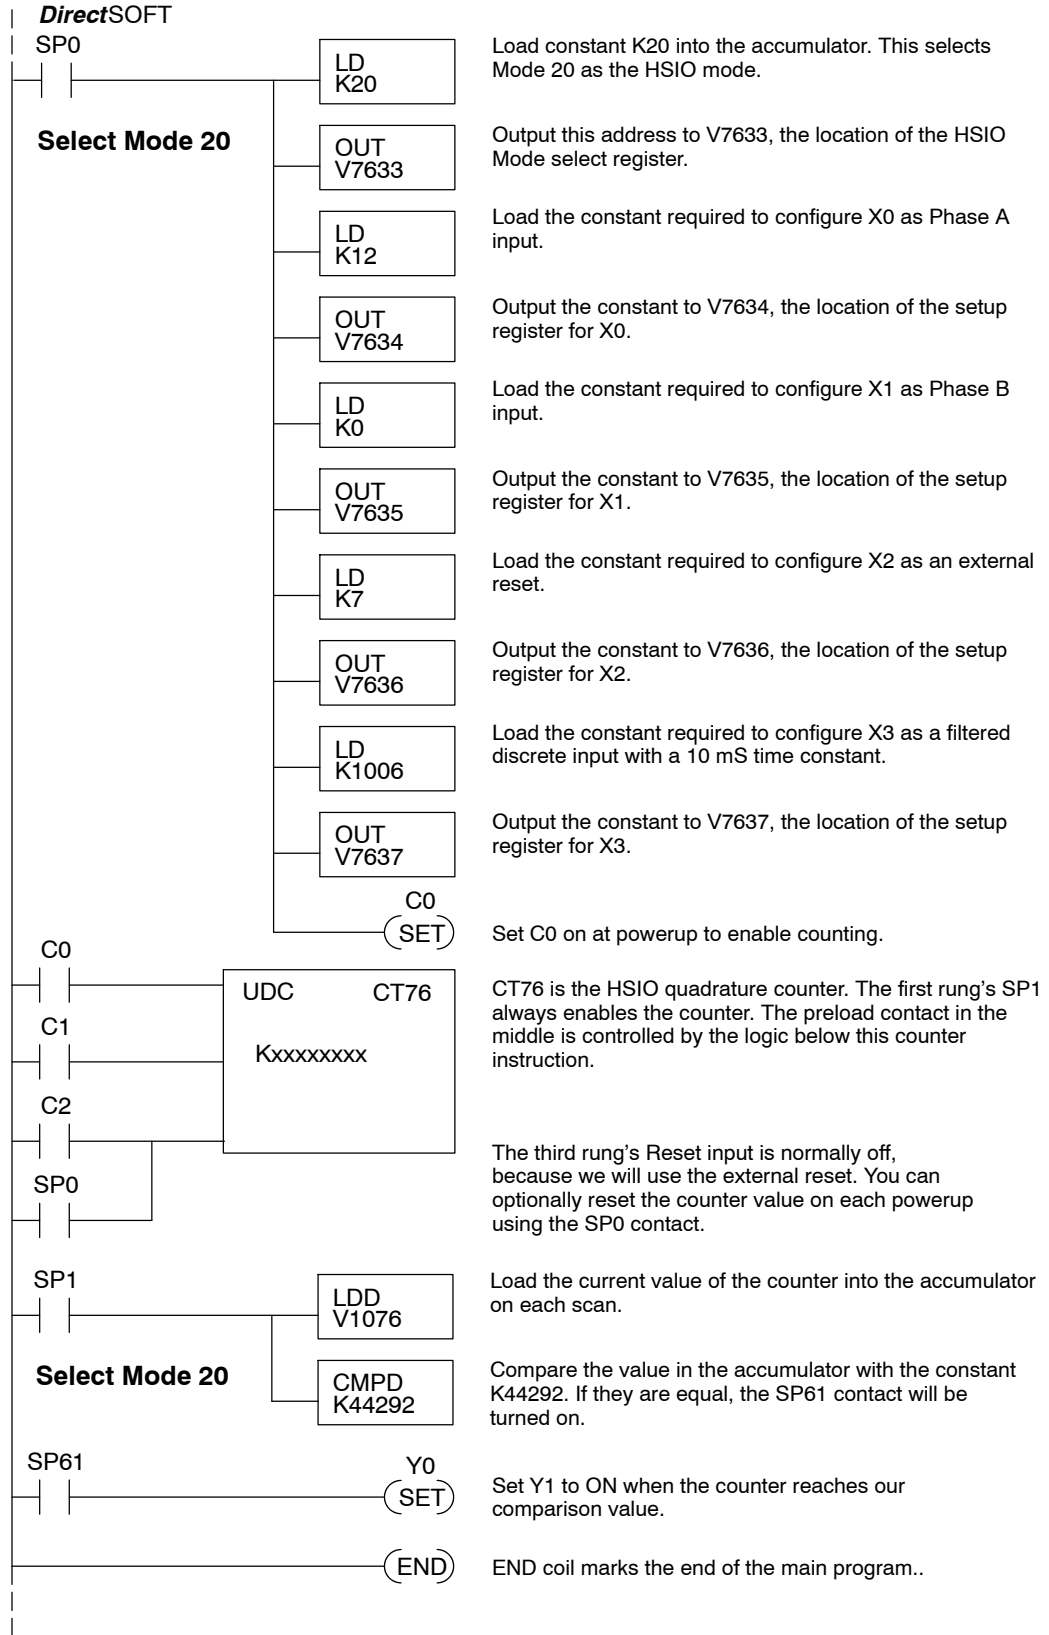 DirectSOFT
SP0
LD
K20
Load constant K20 into the accumulator. This selects
Mode 20 as the HSIO mode.
Select Mode 20
OUT
V7633
Output this address to V7633, the location of the HSIO
Mode select register.
LD
K12
Load the constant required to configure X0 as Phase A
input.
OUT
V7634
Output the constant to V7634, the location of the setup
register for X0.
LD
K0
Load the constant required to configure X1 as Phase B
input.
OUT
V7635
Output the constant to V7635, the location of the setup
register for X1.
LD
K7
Load the constant required to configure X2 as an external
reset.
OUT
V7636
Output the constant to V7636, the location of the setup
register for X2.
LD
K1006
Load the constant required to configure X3 as a filtered
discrete input with a 10 mS time constant.
OUT
V7637
Output the constant to V7637, the location of the setup
register for X3.
C0
SET
Set C0 on at powerup to enable counting.
C0
UDC CT76
Kxxxxxxxx
C1
C2
SP0
CT76 is the HSIO quadrature counter. The first rung's SP1
always enables the counter. The preload contact in the
middle is controlled by the logic below this counter
instruction.
The third rung's Reset input is normally off,
because we will use the external reset. You can
optionally reset the counter value on each powerup
using the SP0 contact.
SP1
LDD
V1076
Load the current value of the counter into the accumulator
on each scan.
Select Mode 20
CMPD
K44292
Compare the value in the accumulator with the constant
K44292. If they are equal, the SP61 contact will be
turned on.
SP61
Y0
SET
Set Y1 to ON when the counter reaches our
comparison value.
END
END coil marks the end of the main program..